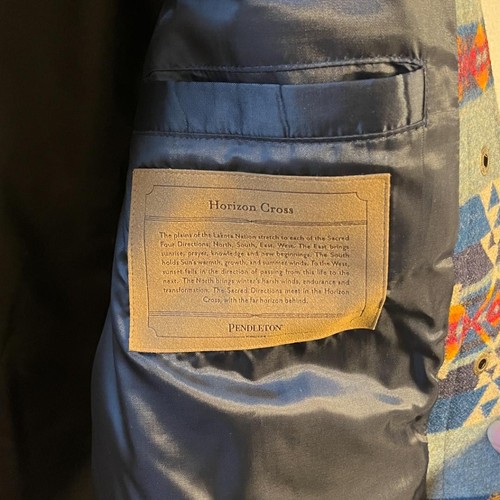 Horizon Cross
The plains of the Lakota Nation stretch to each of the Sacred
Four Directions; North, South, East, West. The East brings
sunrise, prayer, knowledge and new beginnings. The South
holds Sun's warmth, growth, and summer winds. To the West,
sunset falls in the direction of passing from this life to the
next. The North brings winter's harsh winds, endurance and
transformation. The Sacred Directions meet in the Horizon
Cross, with the far horizon behind.
PENDLETON